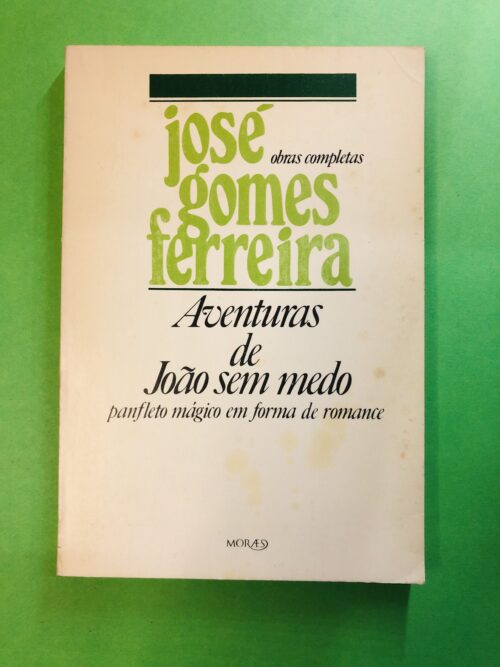 josé
obras completas
gomes
ferreira
Aventuras
de
João sem medo
panfleto mágico em forma de romance
MORAES